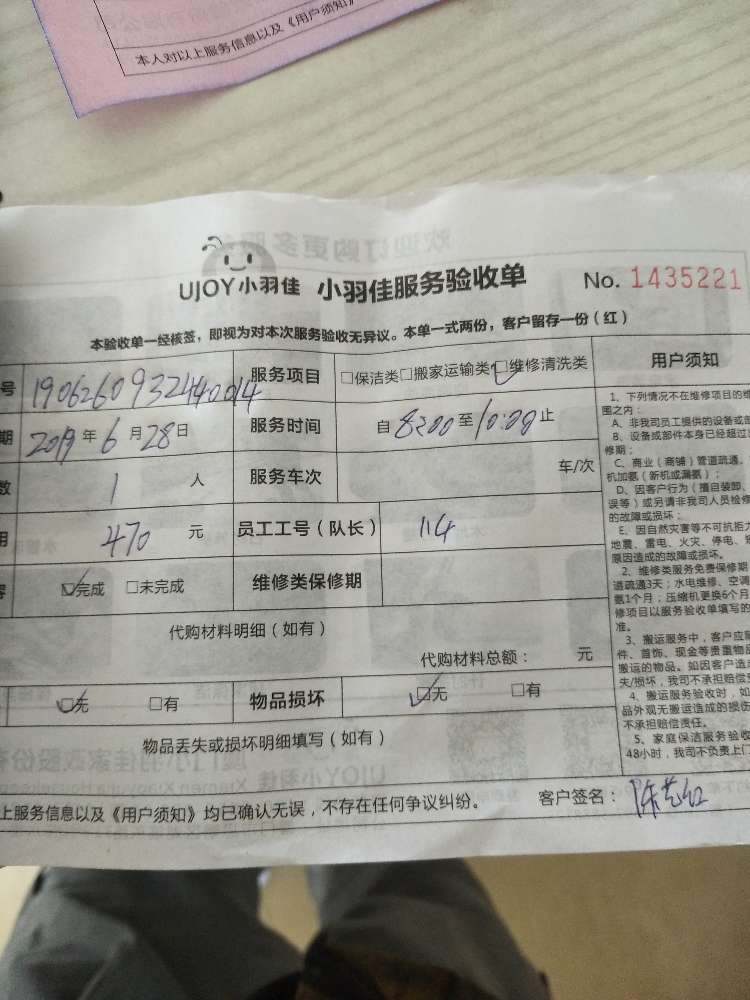 本人对以上服务信息以及《用户须知》
UJOY小羽佳 小羽佳服务验收单 No. 1435221
本验收单一经核签，即视为对本次服务验收无异议。本单一式两份，客户留存一份（红）
号 1906260932440014 服务项目 □保洁类□搬家运输类☑维修清洗类 用户须知
期 2019年6月28日 服务时间 自8:00至10:00止
数 1 人 服务车次 车/次
用 470 元 员工工号（队长） 114
☑完成 □未完成 维修类保修期
代购材料明细（如有）
代购材料总额： 元
☑无 □有 物品损坏 ☑无 □有
物品丢失或损坏明细填写（如有）
上服务信息以及《用户须知》均已确认无误，不存在任何争议纠纷。 客户签名：
1、下列情况不在维修项目的维
围之内：
A、非我司员工提供的设备或
B、设备或部件本身已经超过
修期；
C、商业（商铺）管道疏通、
机加氨（新机或漏氨）；
D、因客户行为（擅自装卸、
误等）或另请非我司人员检修
的故障或损坏；
E、因自然灾害等不可抗拒
地震、雷电、火灾、停电、
原因造成的故障或损坏。
2、维修类服务免费保修期
道疏通3天；水电维修、空调
氨1个月；压缩机更换6个月
修项目以服务验收单填写的
准。
3、搬运服务中，客户应
件、首饰、现金等贵重物品
搬运的物品。如因客户造
失/损坏，我司不承担赔偿
4、搬运服务验收时，如
品外观无搬运造成的损伤
不承担赔偿责任。
5、家庭保洁服务验收
48小时，我司不负责上门